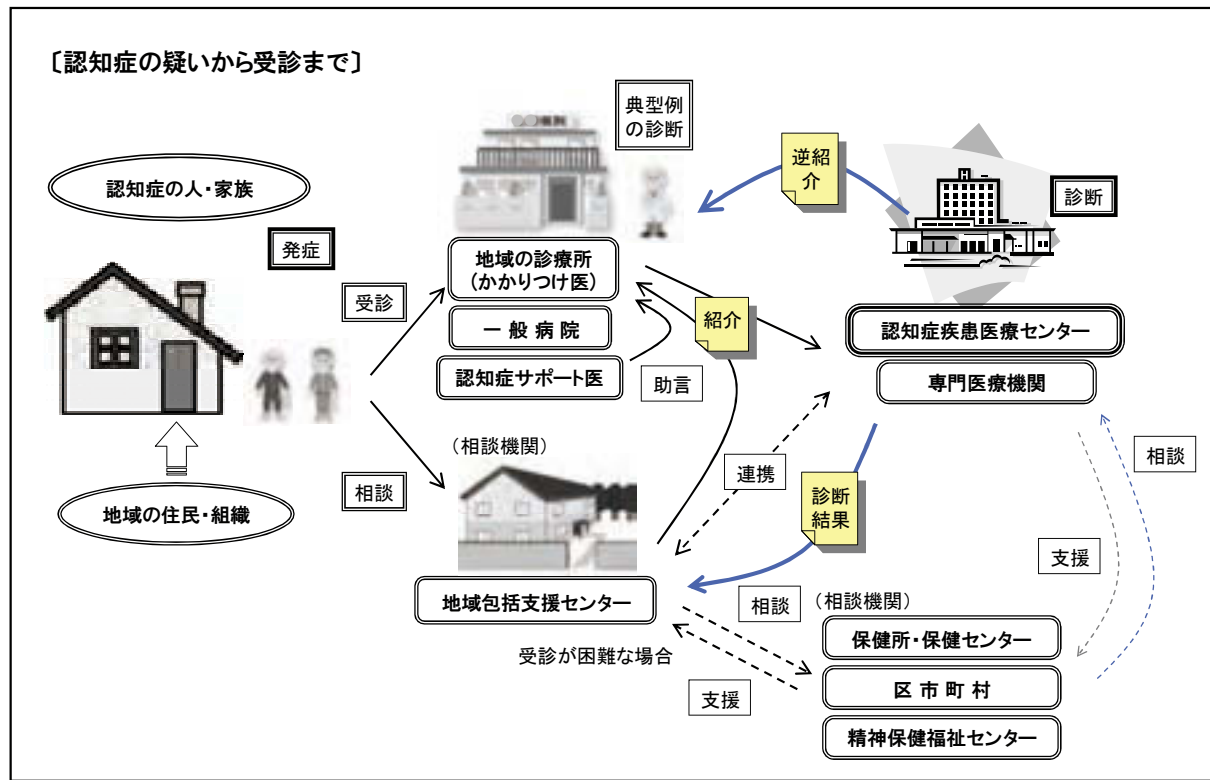 〔認知症の疑いから受診まで〕
典型例
の診断
逆紹
介
診断
認知症の人・家族
発症
受診
地域の診療所
(かかりつけ医)
一般病院
認知症サポート医
紹介
助言
認知症疾患医療センター
専門医療機関
地域の住民・組織
相談
（相談機関）
連携
診断
結果
相談
支援
地域包括支援センター
受診が困難な場合
相談
支援
（相談機関）
保健所・保健センター
区市町村
精神保健福祉センター